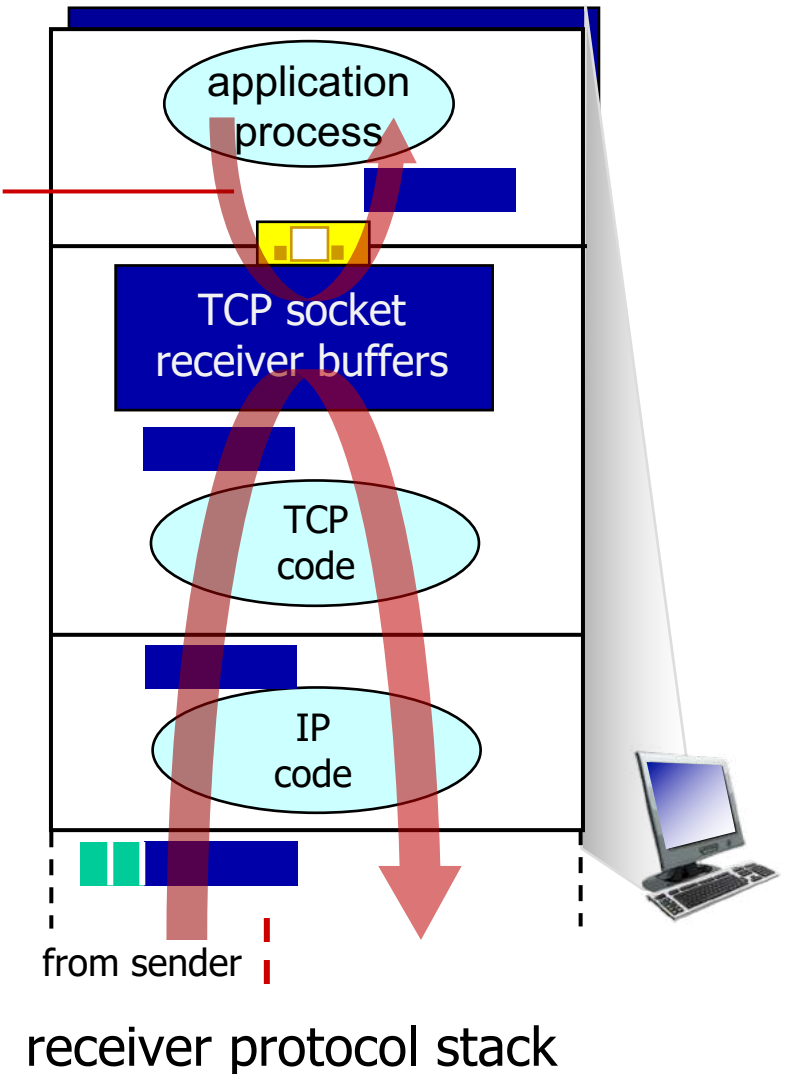 application
process
TCP socket
receiver buffers
TCP
code
IP
code
from sender
receiver protocol stack